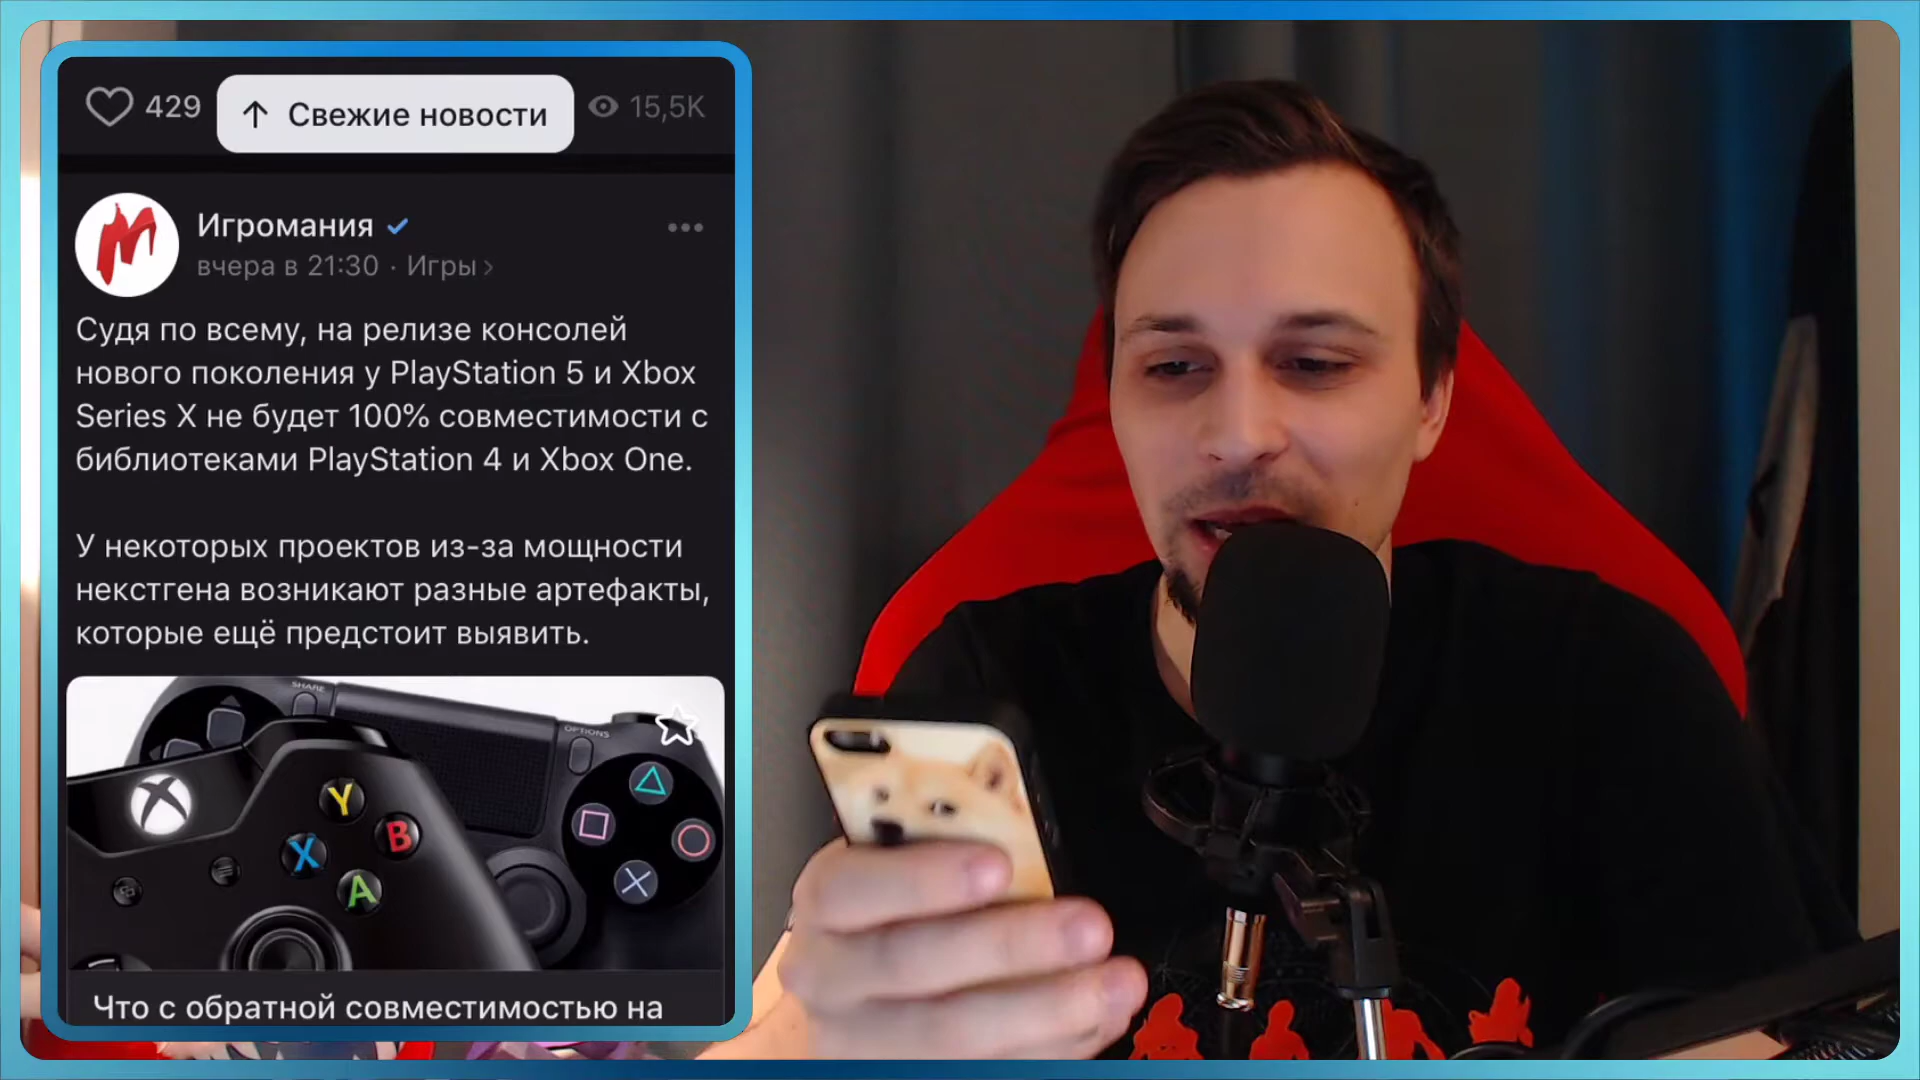 429
↑ Свежие новости
15,5K
Игромания
вчера в 21:30 · Игры >
Судя по всему, на релизе консолей
нового поколения у PlayStation 5 и Xbox
Series X не будет 100% совместимости с
библиотеками PlayStation 4 и Xbox One.
У некоторых проектов из-за мощности
некстгена возникают разные артефакты,
которые ещё предстоит выявить.
SHARE
OPTIONS
Y
B
X
A
Что с обратной совместимостью на